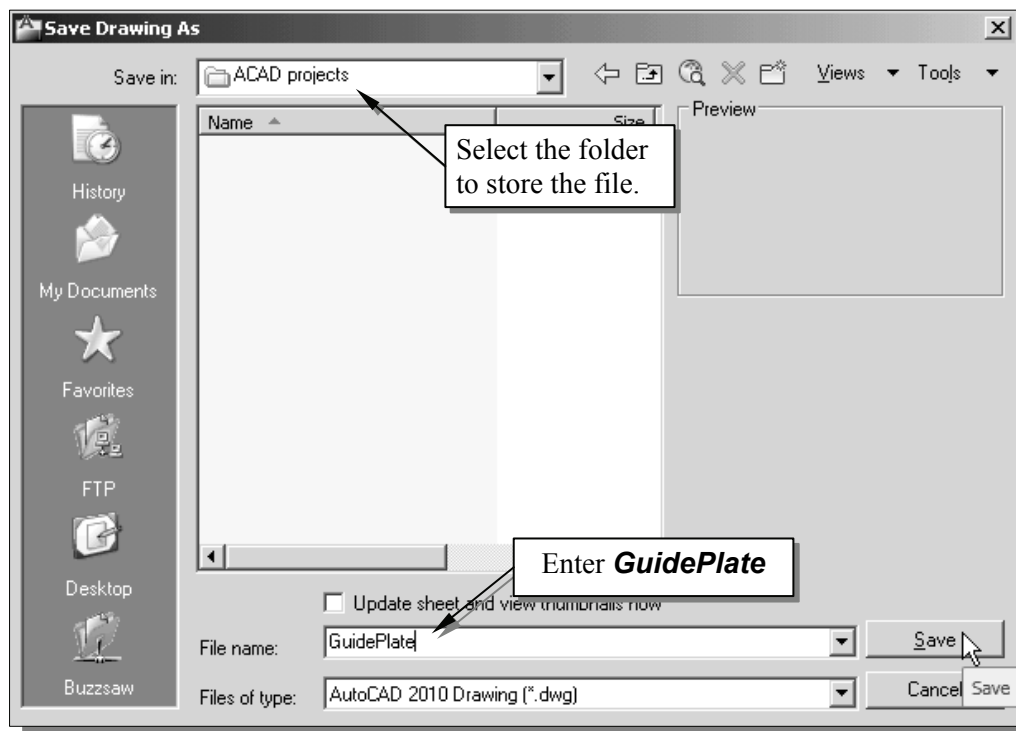 Save Drawing As
Save in:
ACAD projects
Views
Tools
Name
Size
Preview
Select the folder
to store the file.
History
My Documents
Favorites
FTP
Desktop
Buzzsaw
Enter GuidePlate
Update sheet and view thumbnails now
File name:
GuidePlate
Save
Files of type:
AutoCAD 2010 Drawing (*.dwg)
Cancel
Save